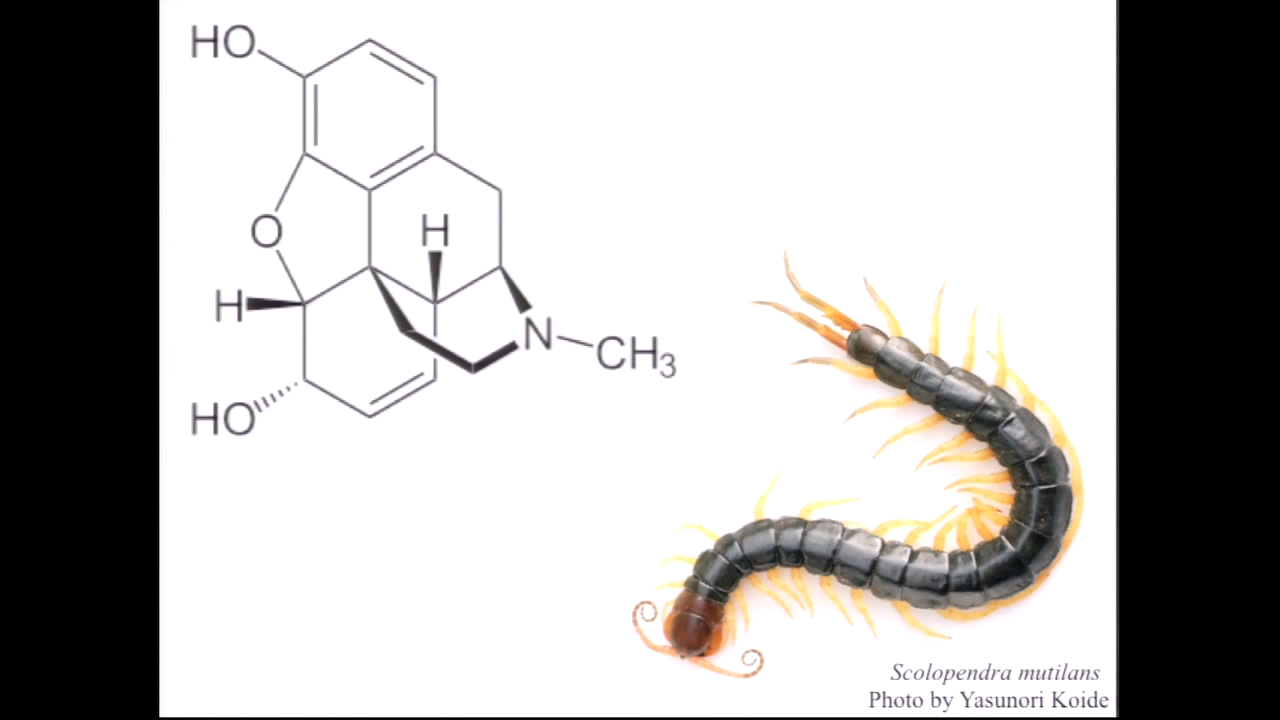 HO
O
H
H
N
CH3
HO
Scolopendra mutilans
Photo by Yasunori Koide